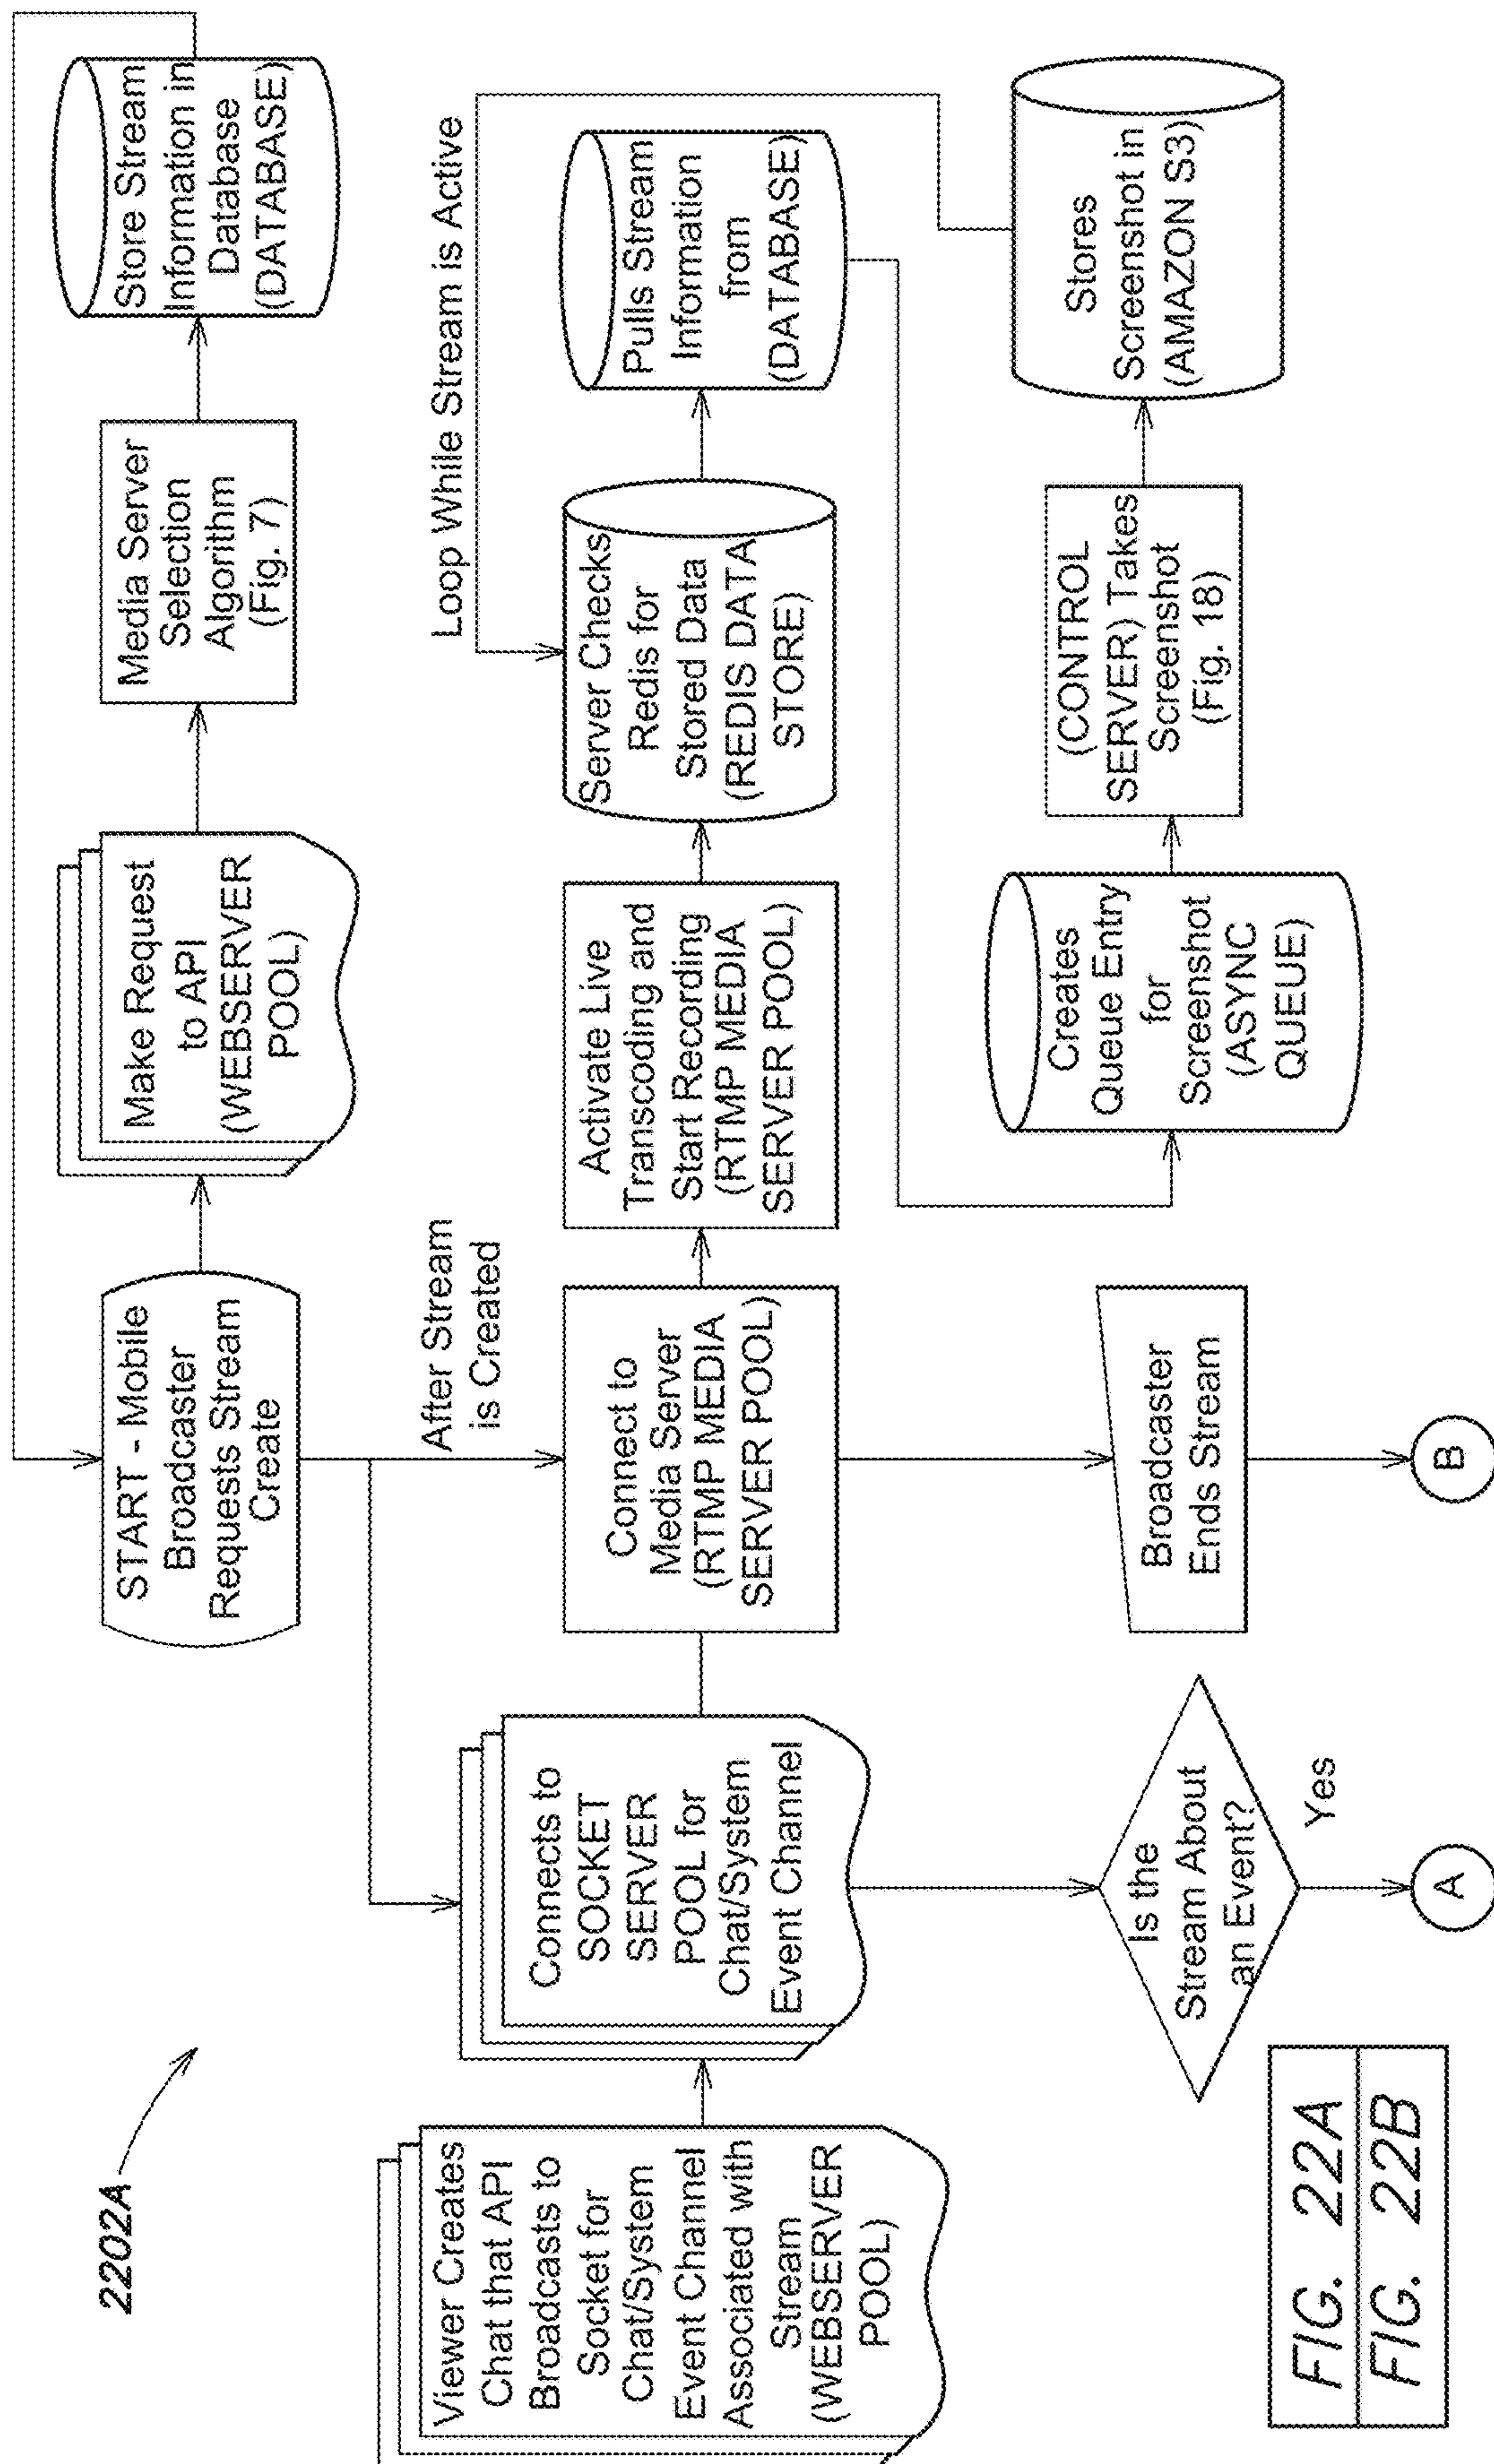 2202A
START - Mobile
Broadcaster
Requests Stream
Create
Make Request
to API
(WEBSERVER
POOL)
Media Server
Selection
Algorithm
(Fig. 7)
Store Stream
Information in
Database
(DATABASE)
After Stream
is Created
Loop While Stream is Active
Viewer Creates
Chat that API
Broadcasts to
Socket for
Chat/System
Event Channel
Associated with
Stream
(WEBSERVER
POOL)
Connects to
SOCKET
SERVER
POOL for
Chat/System
Event Channel
Connect to
Media Server
(RTMP MEDIA
SERVER POOL)
Activate Live
Transcoding and
Start Recording
(RTMP MEDIA
SERVER POOL)
Server Checks
Redis for
Stored Data
(REDIS DATA
STORE)
Pulls Stream
Information
from
(DATABASE)
Is the
Stream About
an Event?
Yes
Broadcaster
Ends Stream
Creates
Queue Entry
for
Screenshot
(ASYNC
QUEUE)
(CONTROL
SERVER) Takes
Screenshot
(Fig. 18)
Stores
Screenshot in
(AMAZON S3)
A
B
FIG. 22A
FIG. 22B